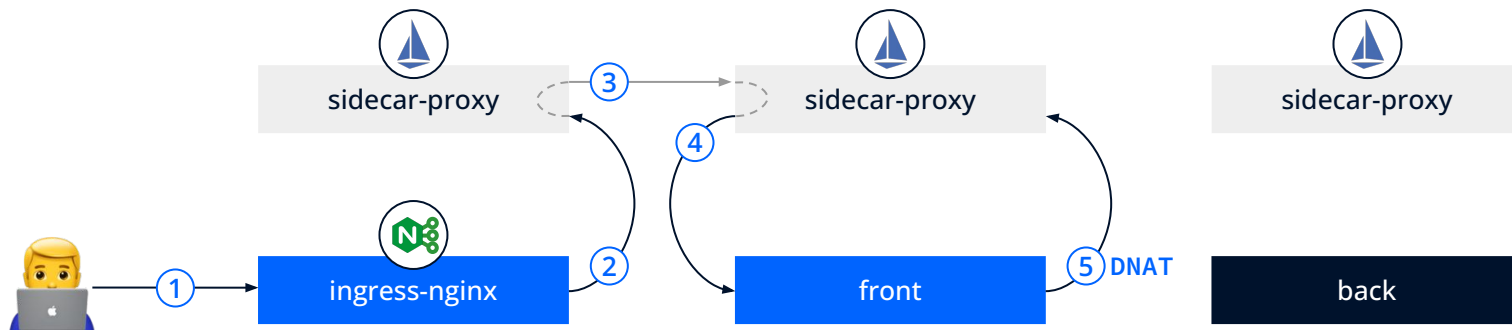 sidecar-proxy
3
sidecar-proxy
sidecar-proxy
4
N
1
ingress-nginx
2
front
5 DNAT
back